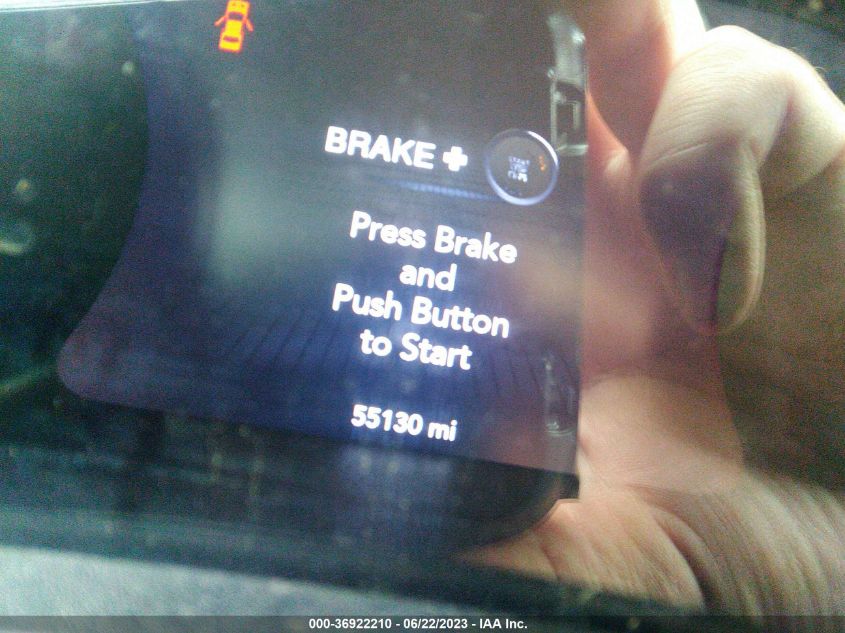 BRAKE +
Press Brake
and
Push Button
to Start
55130 mi
000-36922210 - 06/22/2023 - IAA Inc.